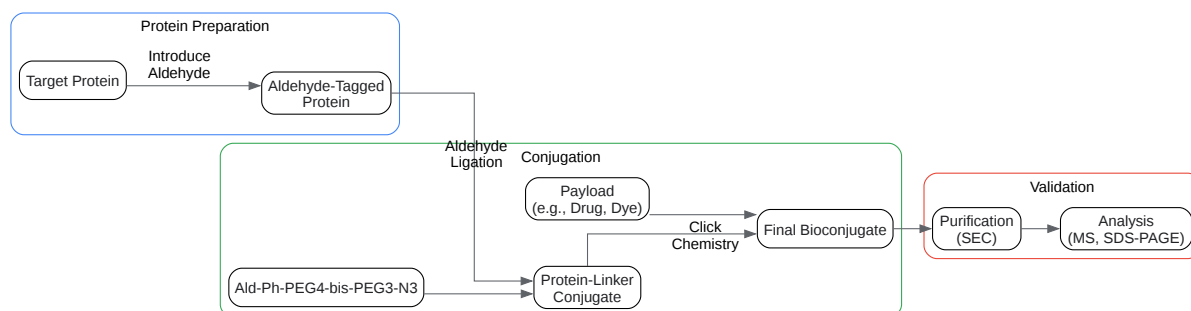 Protein Preparation
Target Protein
Introduce
Aldehyde
Aldehyde-Tagged
Protein
Aldehyde
Ligation
Conjugation
Payload
(e.g., Drug, Dye)
Click
Chemistry
Final Bioconjugate
Ald-Ph-PEG4-bis-PEG3-N3
Protein-Linker
Conjugate
Validation
Purification
(SEC)
Analysis
(MS, SDS-PAGE)